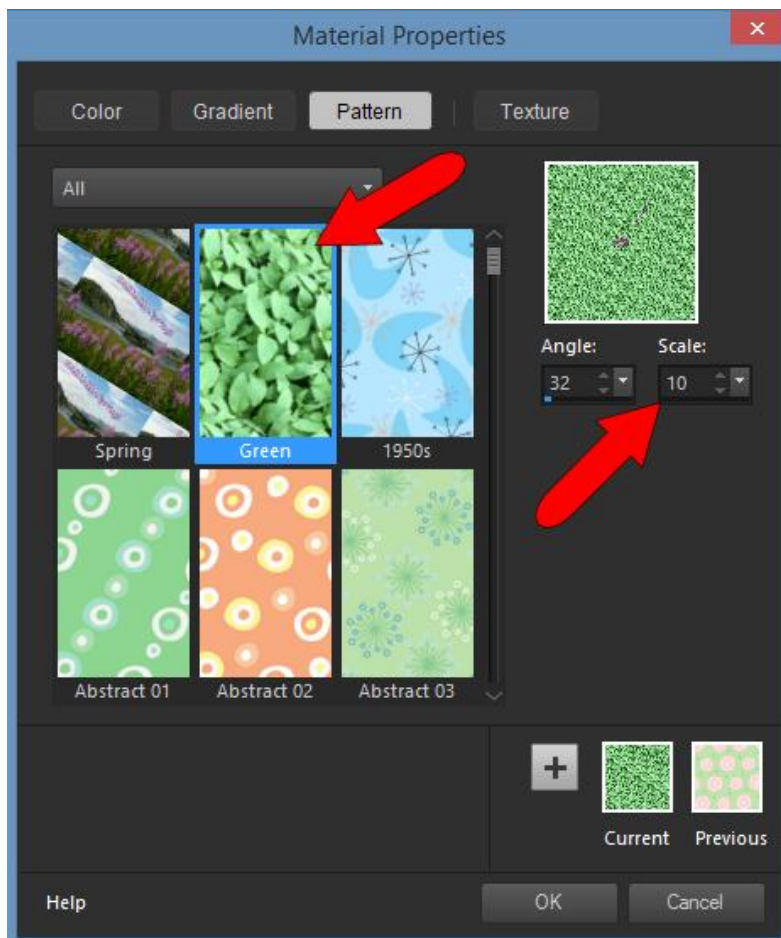 Material Properties
Color Gradient Pattern Texture
All
Angle: Scale:
32 10
Spring Green 1950s
Abstract 01 Abstract 02 Abstract 03
Current Previous
Help OK Cancel